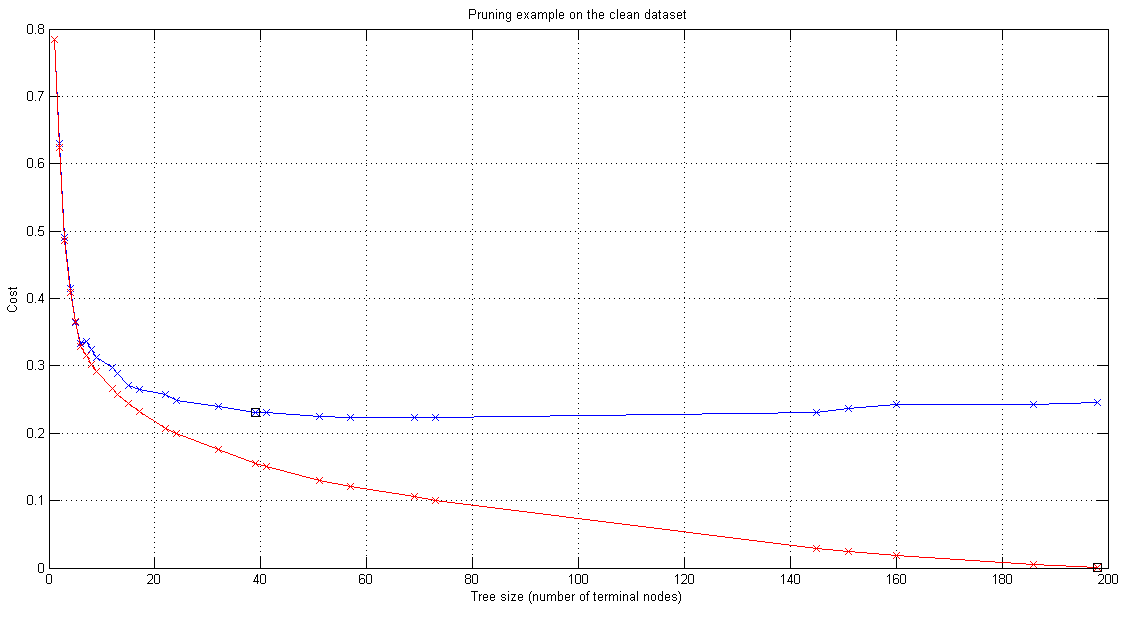 Pruning example on the clean dataset
0.8
0.7
0.6
0.5
0.4
0.3
0.2
0.1
0
Cost
0 20 40 60 80 100 120 140 160 180 200
Tree size (number of terminal nodes)